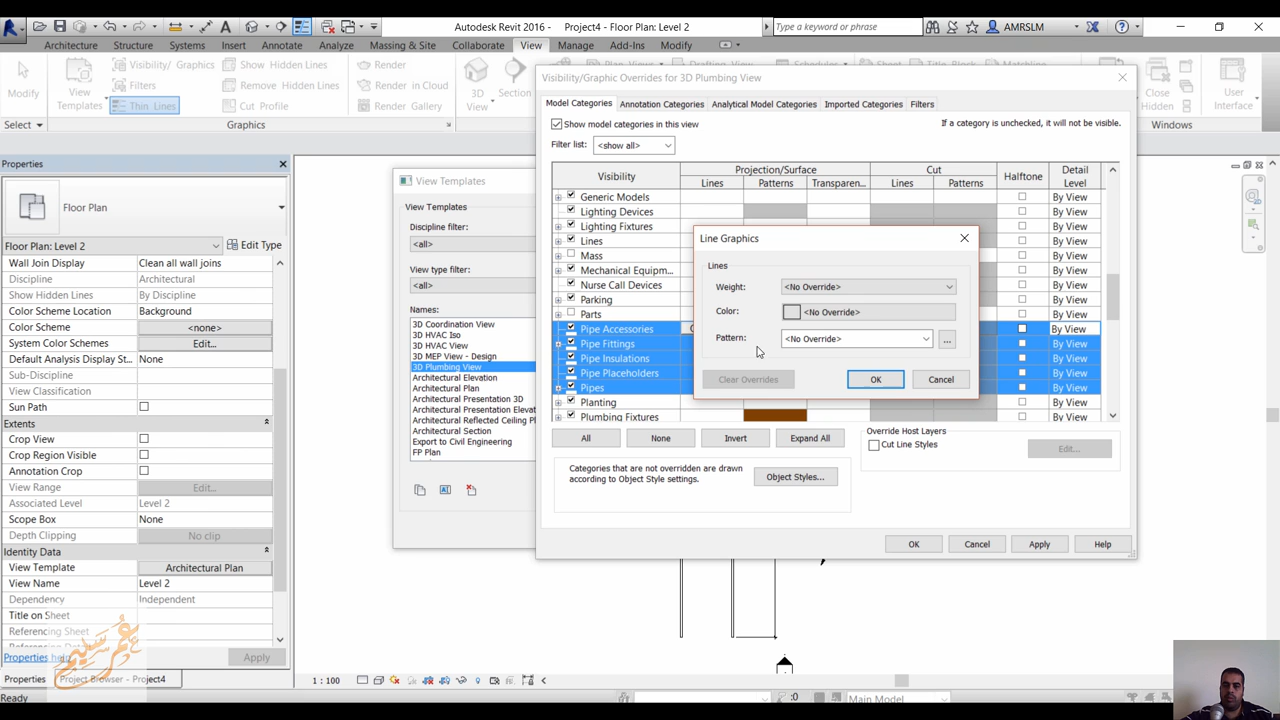 Autodesk Revit 2016 - Project4 - Floor Plan: Level 2
Type a keyword or phrase
AMRSLM
Architecture Structure Systems Insert Annotate Analyze Massing & Site Collaborate View Manage Add-Ins Modify
Modify
View
Templates
Visibility/ Graphics
Filters
Thin Lines
Show Hidden Lines
Remove Hidden Lines
Cut Profile
Render
Render in Cloud
Render Gallery
3D
View
Section
Close
Hidden
User
Interface
Select
Graphics
Windows
Properties
Floor Plan
Floor Plan: Level 2
Edit Type
Wall Join Display Clean all wall joins
Discipline Architectural
Show Hidden Lines By Discipline
Color Scheme Location Background
Color Scheme <none>
System Color Schemes Edit...
Default Analysis Display St... None
Sub-Discipline
View Classification
Sun Path
Extents
Crop View
Crop Region Visible
Annotation Crop
View Range Edit...
Associated Level Level 2
Scope Box None
Depth Clipping No clip
Identity Data
View Template Architectural Plan
View Name Level 2
Dependency Independent
Title on Sheet
Referencing Sheet
Properties help
Apply
عمر سليم
Properties
Project Browser - Project4
Ready
View Templates
View Templates
Discipline filter:
<all>
View type filter:
<all>
Names:
3D Coordination View
3D HVAC Iso
3D HVAC View
3D MEP View - Design
3D Plumbing View
Architectural Elevation
Architectural Plan
Architectural Presentation 3D
Architectural Presentation Eleva
Architectural Reflected Ceiling P
Architectural Section
Export to Civil Engineering
FP Plan
Visibility/Graphic Overrides for 3D Plumbing View
Model Categories Annotation Categories Analytical Model Categories Imported Categories Filters
Show model categories in this view
If a category is unchecked, it will not be visible.
Filter list:
<show all>
Visibility
Projection/Surface
Cut
Halftone
Detail
Level
Lines Patterns Transparen... Lines Patterns
Generic Models By View
Lighting Devices By View
Lighting Fixtures By View
Lines By View
Mass By View
Mechanical Equipm... By View
Nurse Call Devices By View
Parking By View
Parts By View
Pipe Accessories By View
Pipe Fittings By View
Pipe Insulations By View
Pipe Placeholders By View
Pipes By View
Planting By View
Plumbing Fixtures By View
Line Graphics
Lines
Weight: <No Override>
Color: <No Override>
Pattern: <No Override> ...
Clear Overrides
OK
Cancel
All
None
Invert
Expand All
Override Host Layers
Cut Line Styles
Edit...
Categories that are not overridden are drawn
according to Object Style settings.
Object Styles...
OK
Cancel
Apply
Help
1 : 100
:0
Main Model